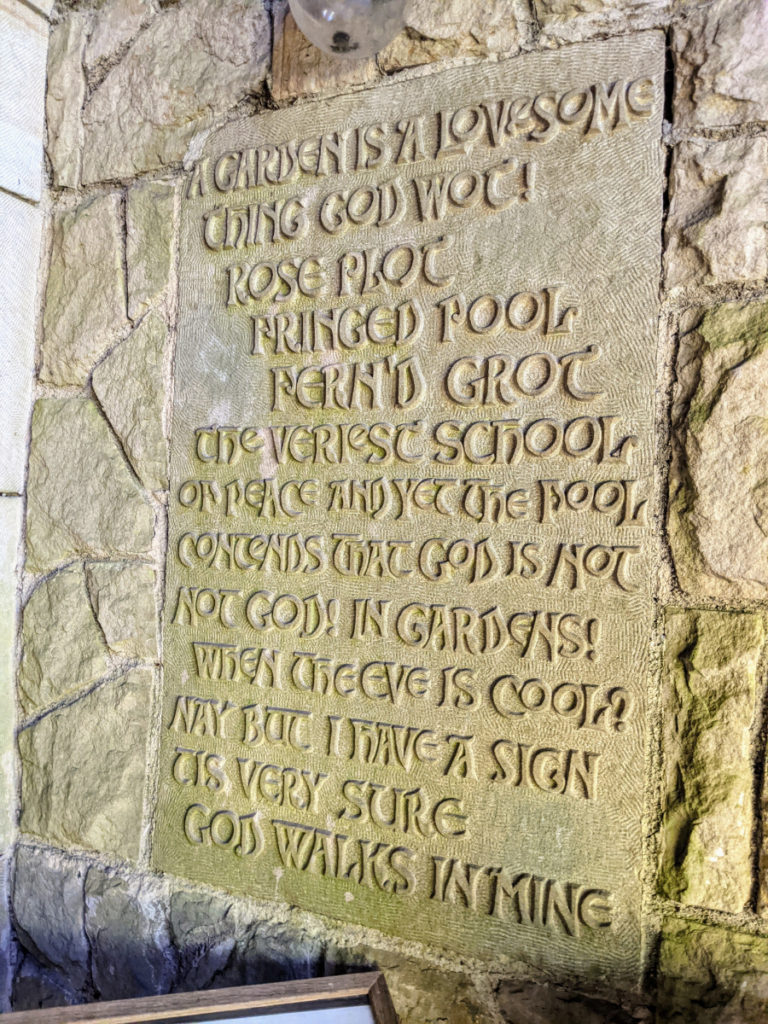 A GARDEN IS A LOVESOME
THING GOD WOT!
ROSE PLOT
FRINGED POOL
FERN'D GROT
THE VERIEST SCHOOL
OF PEACE AND YET THE FOOL
CONTENDS THAT GOD IS NOT
NOT GOD! IN GARDENS!
WHEN THE EVE IS COOL?
NAY BUT I HAVE A SIGN
TIS VERY SURE
GOD WALKS IN MINE